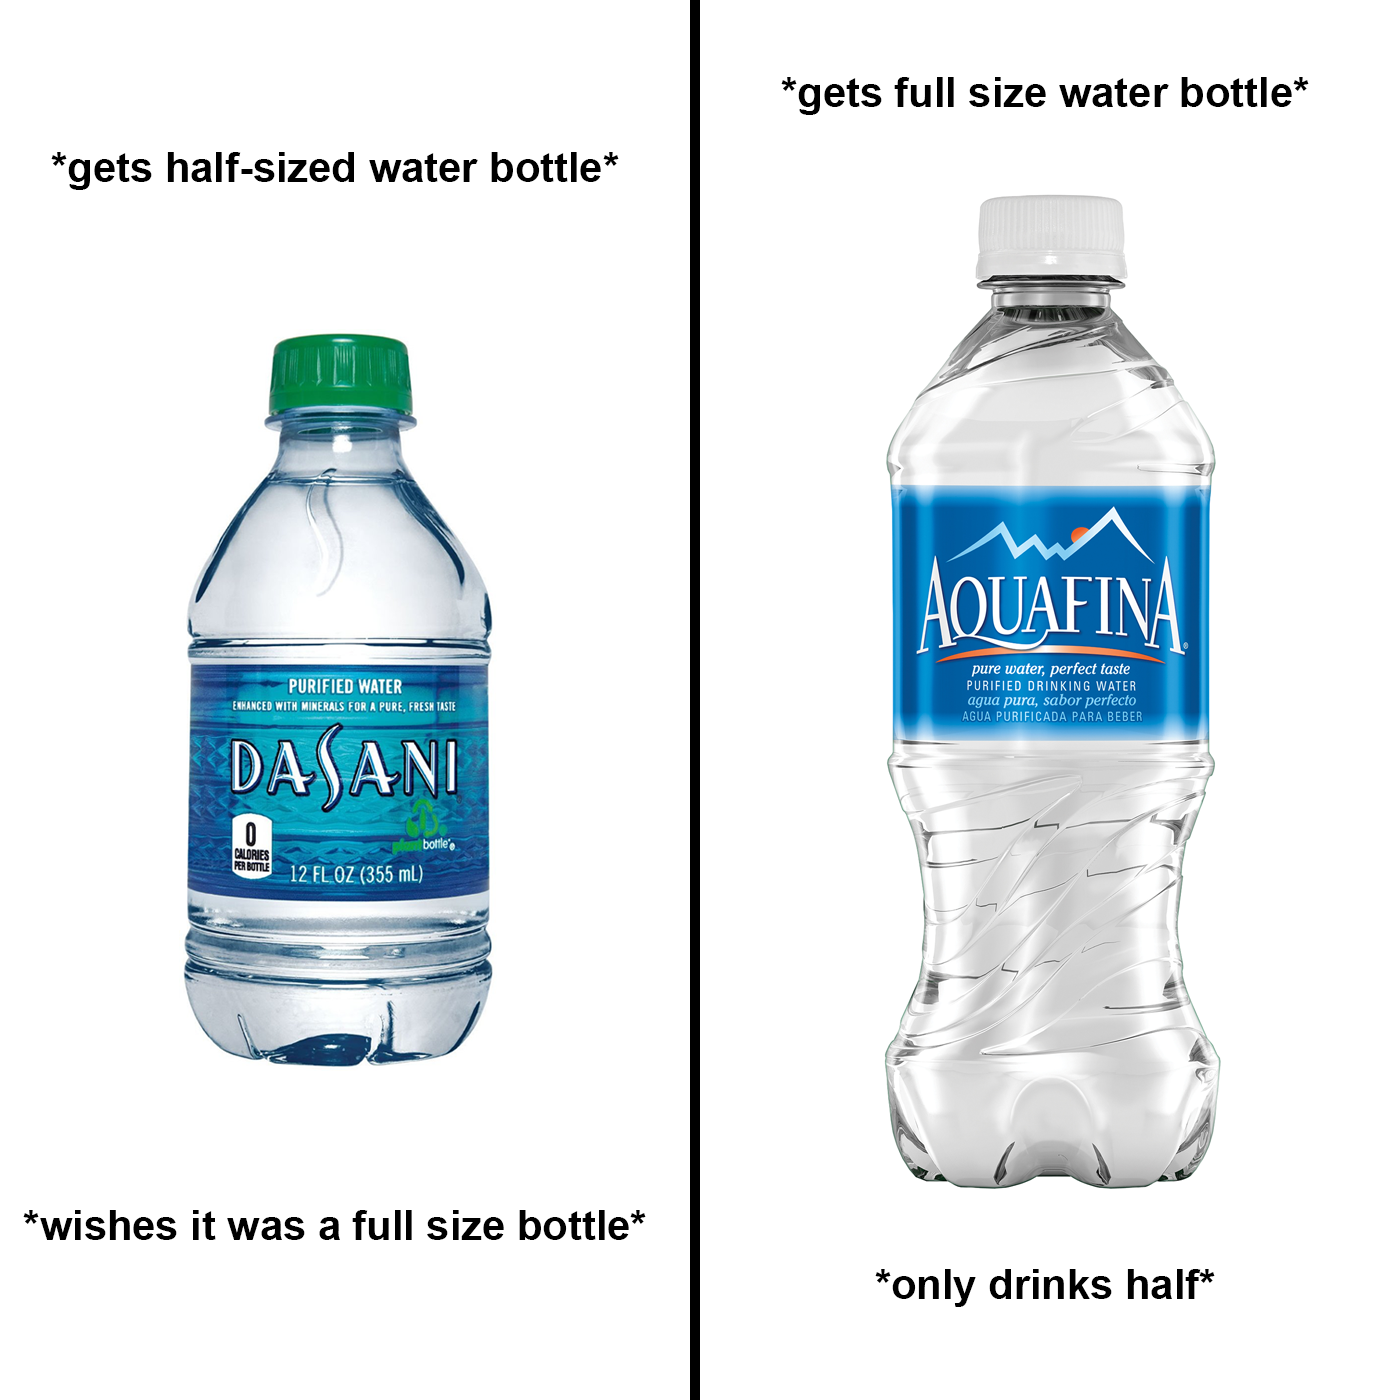 *gets half-sized water bottle*
PURIFIED WATER
ENHANCED WITH MINERALS FOR A PURE, FRESH TASTE
DASANI
0
CALORIES
PER BOTTLE
plantbottle
12 FL OZ (355 mL)
*wishes it was a full size bottle*
*gets full size water bottle*
AQUAFINA®
pure water, perfect taste
PURIFIED DRINKING WATER
agua pura, sabor perfecto
AGUA PURIFICADA PARA BEBER
*only drinks half*